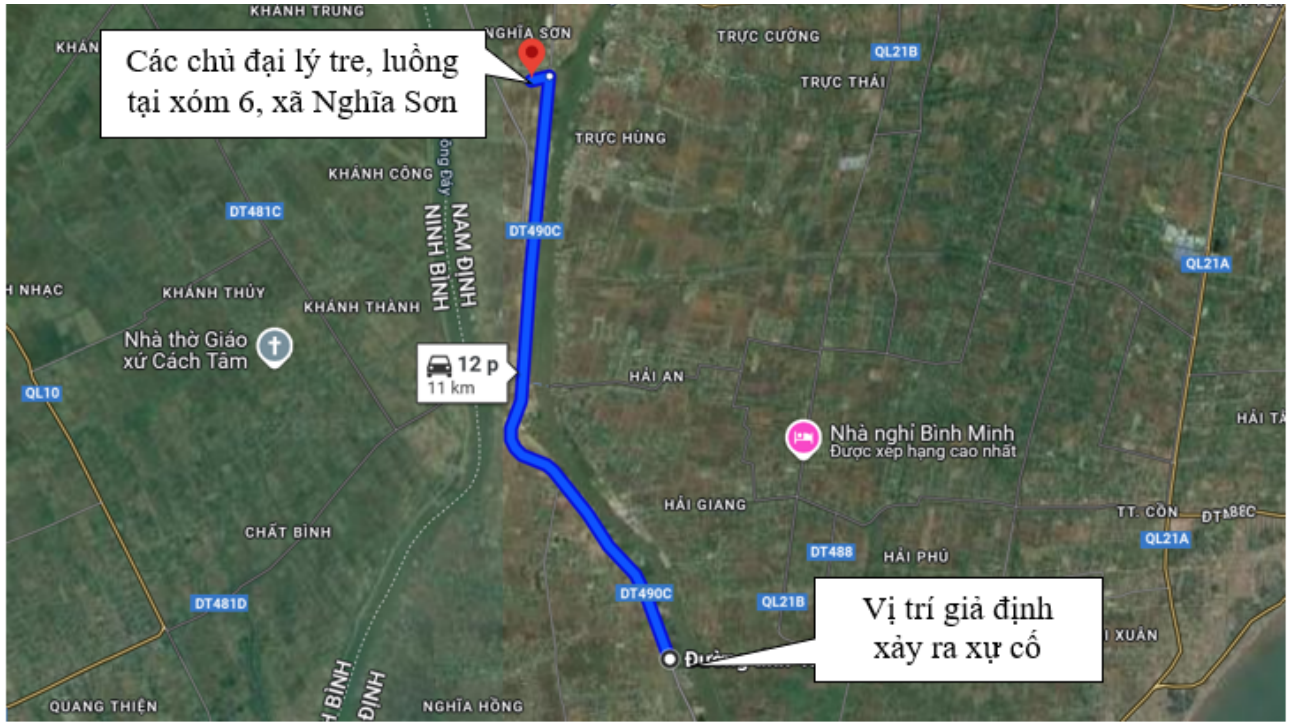 KHÁNH TRUNG
NGHĨA SƠN
TRỰC CƯỜNG
QL21B
TRỰC THÁI
Các chủ đại lý tre, luồng
tại xóm 6, xã Nghĩa Sơn
TRỰC HÙNG
KHÁNH CÔNG
DT481C
DT490C
NAM ĐỊNH
NINH BÌNH
QL21A
H NHẠC
KHÁNH THỦY
KHÁNH THÀNH
Nhà thờ Giáo
xứ Cách Tâm
12 p
11 km
HẢI AN
QL10
Nhà nghỉ Bình Minh
Được xếp hạng cao nhất
HẢI GIANG
TT. CỒN
CHẤT BÌNH
DT488
HẢI PHÚ
QL21A
DT490C
DT481D
QL21B
Vị trí giả định
xảy ra xự cố
I XUÂN
QUANG THIỆN
NGHĨA HỒNG